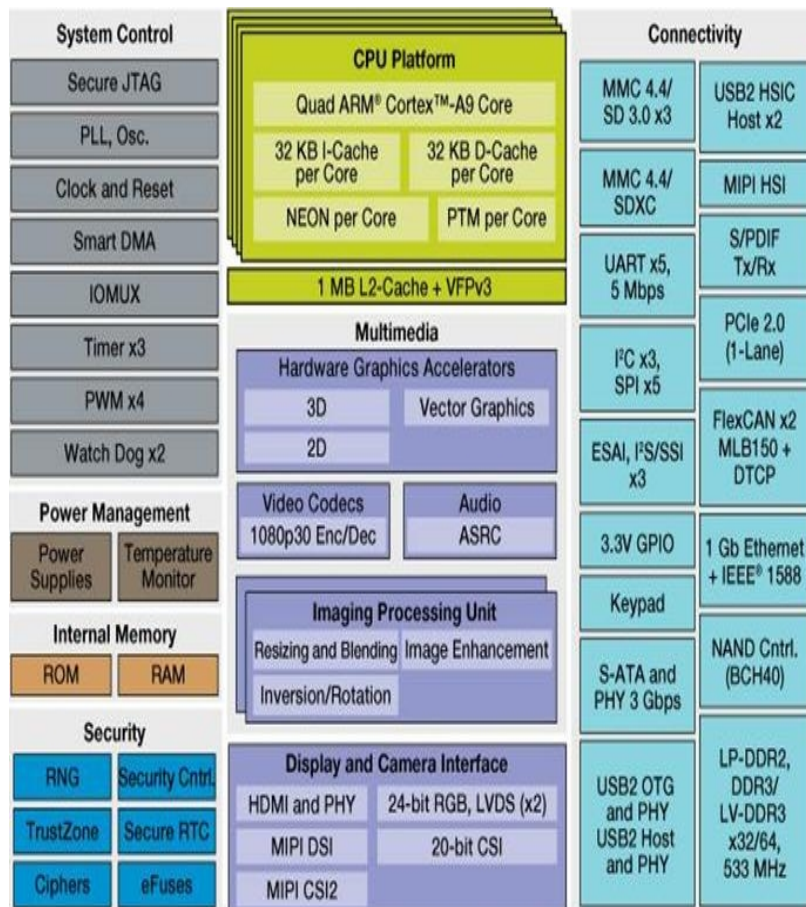 System Control
Secure JTAG
PLL, Osc.
Clock and Reset
Smart DMA
IOMUX
Timer x3
PWM x4
Watch Dog x2
Power Management
Power
Supplies
Temperature
Monitor
Internal Memory
ROM
RAM
Security
RNG
Security Cntrl.
TrustZone
Secure RTC
Ciphers
eFuses
CPU Platform
Quad ARM® Cortex™-A9 Core
32 KB I-Cache
per Core
32 KB D-Cache
per Core
NEON per Core
PTM per Core
1 MB L2-Cache + VFPv3
Multimedia
Hardware Graphics Accelerators
3D
Vector Graphics
2D
Video Codecs
1080p30 Enc/Dec
Audio
ASRC
Imaging Processing Unit
Resizing and Blending
Image Enhancement
Inversion/Rotation
Display and Camera Interface
HDMI and PHY
24-bit RGB, LVDS (x2)
MIPI DSI
20-bit CSI
MIPI CSI2
Connectivity
MMC 4.4/
SD 3.0 x3
MMC 4.4/
SDXC
UART x5,
5 Mbps
I²C x3,
SPI x5
ESAI, I²S/SSI
x3
3.3V GPIO
Keypad
S-ATA and
PHY 3 Gbps
USB2 OTG
and PHY
USB2 Host
and PHY
USB2 HSIC
Host x2
MIPI HSI
S/PDIF
Tx/Rx
PCIe 2.0
(1-Lane)
FlexCAN x2
MLB150 +
DTCP
1 Gb Ethernet
+ IEEE® 1588
NAND Cntrl.
(BCH40)
LP-DDR2,
DDR3/
LV-DDR3
x32/64,
533 MHz